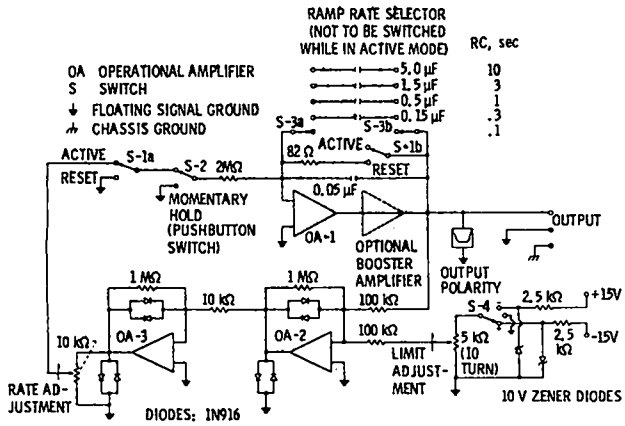 RAMP RATE SELECTOR
(NOT TO BE SWITCHED
WHILE IN ACTIVE MODE)
RC, sec
5.0 μF 10
1.5 μF 3
0.5 μF 1
0.15 μF .3
.1
OA OPERATIONAL AMPLIFIER
S SWITCH
FLOATING SIGNAL GROUND
CHASSIS GROUND
S-3a
S-3b
ACTIVE
S-1b
82 Ω
RESET
0.05 μF
ACTIVE
S-1a
S-2
2MΩ
RESET
MOMENTARY
HOLD
(PUSHBUTTON
SWITCH)
OA-1
OPTIONAL
BOOSTER
AMPLIFIER
OUTPUT
OUTPUT
POLARITY
1 MΩ
10 kΩ
1 MΩ
100 kΩ
10 kΩ
OA-3
OA-2
100 kΩ
LIMIT
ADJUST-
MENT
S-4
5 kΩ
(10
TURN)
2.5 kΩ
+15V
2.5
kΩ
-15V
RATE AD-
JUSTMENT
DIODES: 1N916
10 V ZENER DIODES